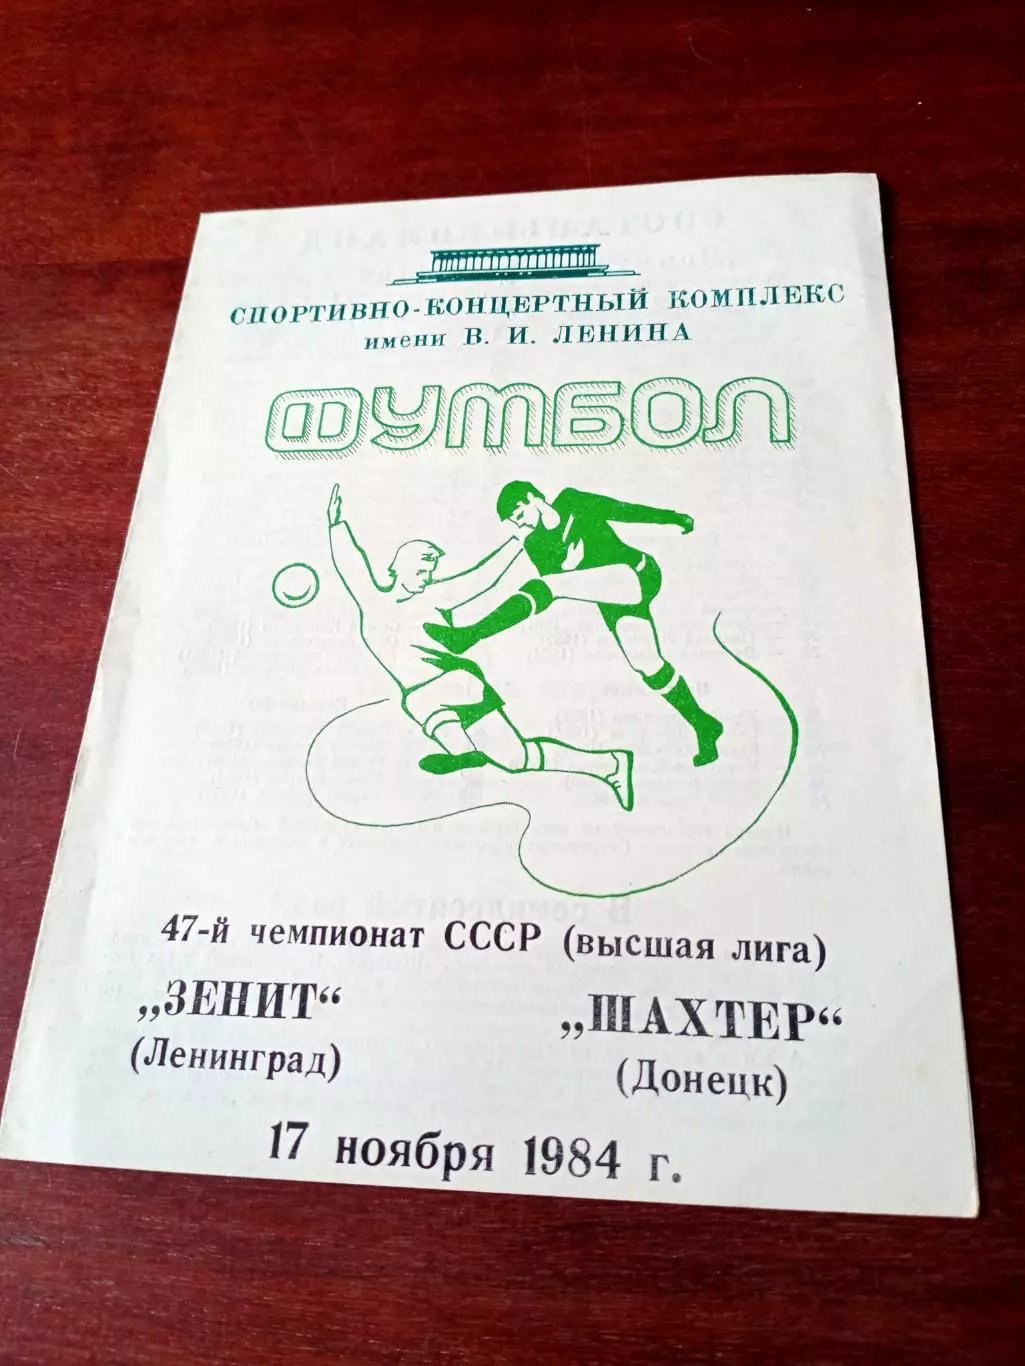 СПОРТИВНО-КОНЦЕРТНЫЙ КОМПЛЕКС
имени В. И. ЛЕНИНА
ФУТБОЛ
47-й чемпионат СССР (высшая лига)
„ЗЕНИТ“ „ШАХТЕР“
(Ленинград) (Донецк)
17 ноября 1984 г.